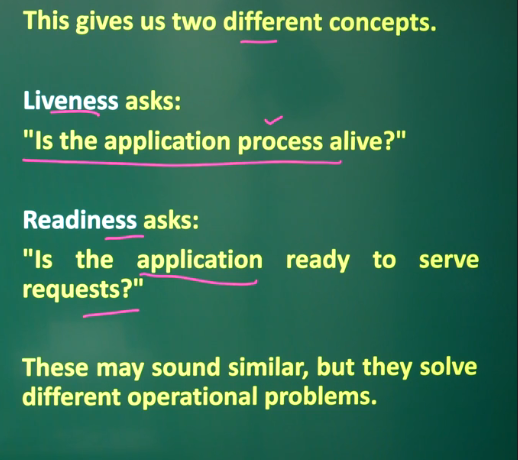 This gives us two different concepts.
Liveness asks:
"Is the application process alive?"
Readiness asks:
"Is the application ready to serve
requests?"
These may sound similar, but they solve
different operational problems.